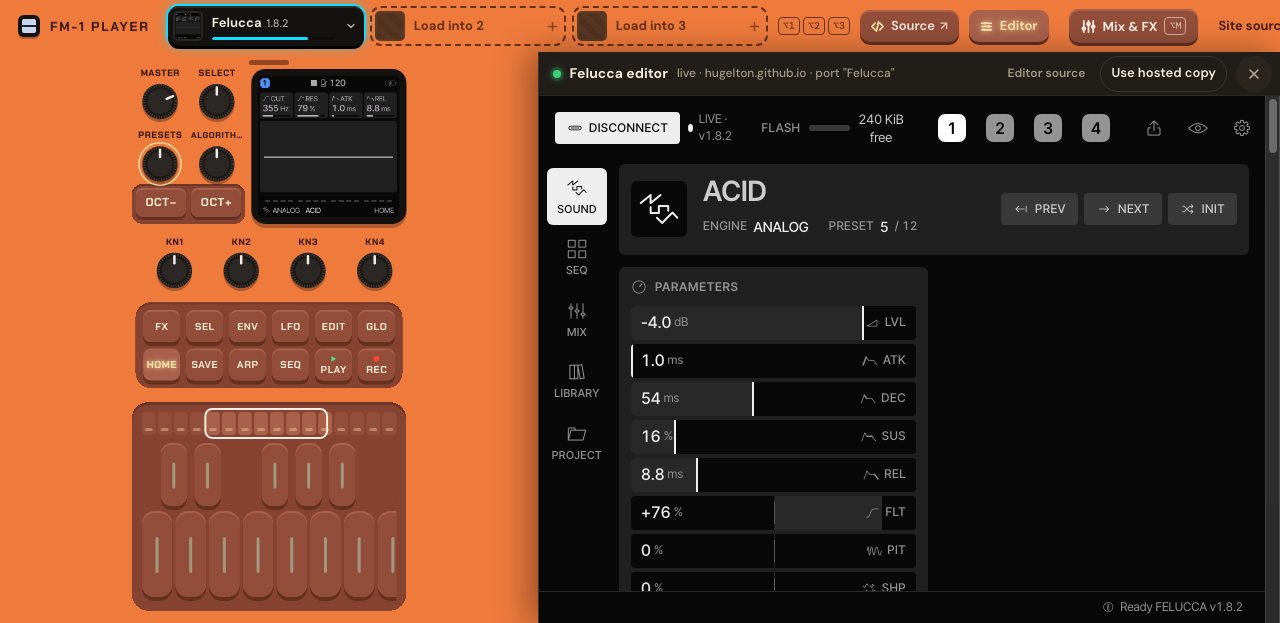 FM-1 PLAYER
Felucca 1.8.2
Load into 2 +
Load into 3 +
⌥1 ⌥2 ⌥3
Source ↗
Editor
Mix & FX ⌥M
Site sourc
MASTER SELECT
PRESETS ALGORITH...
OCT− OCT+
1 120
CUT RES ATK REL
355 Hz 79 % 1.0 ms 8.8 ms
ANALOG ACID HOME
KN1 KN2 KN3 KN4
FX SEL ENV LFO EDIT GLO
HOME SAVE ARP SEQ PLAY REC
Felucca editor live · hugelton.github.io · port "Felucca"
Editor source
Use hosted copy
DISCONNECT
LIVE ·
v1.8.2
FLASH
240 KiB
free
1 2 3 4
SOUND
SEQ
MIX
LIBRARY
PROJECT
ACID
ENGINE ANALOG PRESET 5 / 12
PREV NEXT INIT
PARAMETERS
-4.0 dB LVL
1.0 ms ATK
54 ms DEC
16 % SUS
8.8 ms REL
+76 % FLT
0 % PIT
0 % SHP
Ready FELUCCA v1.8.2